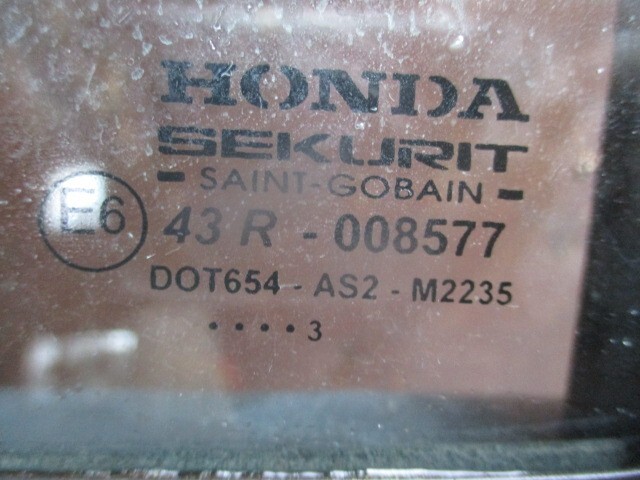 HONDA
SEKURIT
- SAINT-GOBAIN -
E6 43 R - 008577
DOT654 - AS2 - M2235
• • • • 3